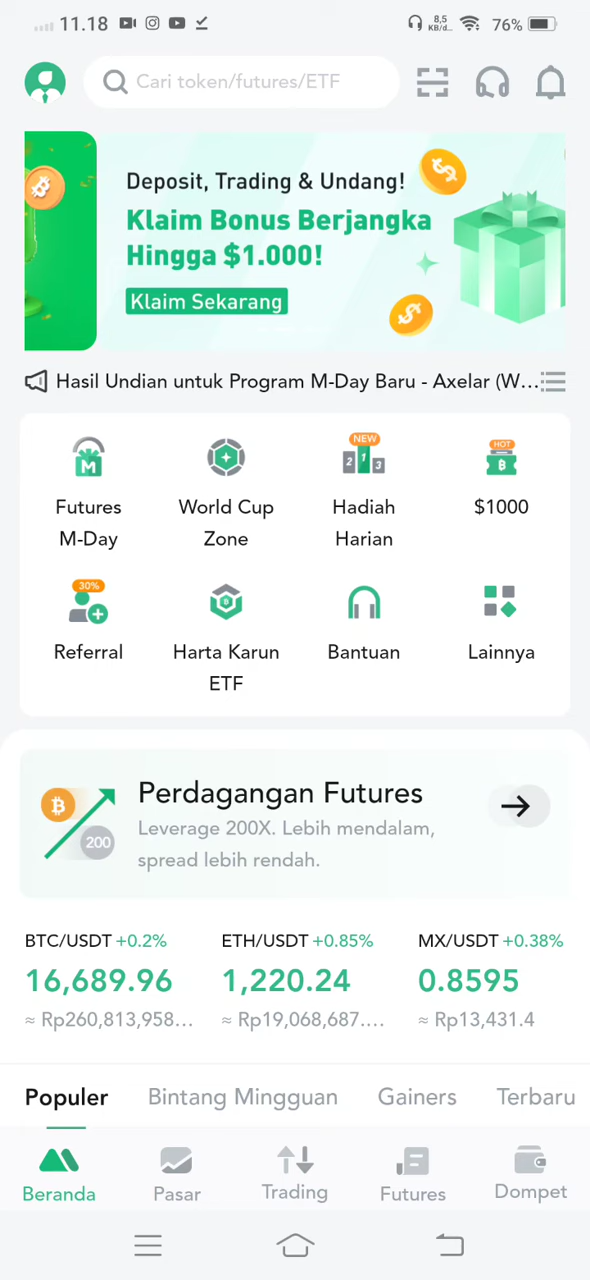 11.18
8,5
KB/d...
76%
Cari token/futures/ETF
Deposit, Trading & Undang!
Klaim Bonus Berjangka
Hingga $1.000!
Klaim Sekarang
Hasil Undian untuk Program M-Day Baru - Axelar (W...
M
Futures
M-Day
World Cup
Zone
NEW
2 1 3
Hadiah
Harian
HOT
$1000
30%
Referral
Harta Karun
ETF
Bantuan
Lainnya
200
Perdagangan Futures
Leverage 200X. Lebih mendalam,
spread lebih rendah.
BTC/USDT +0.2%
16,689.96
≈ Rp260,813,958...
ETH/USDT +0.85%
1,220.24
≈ Rp19,068,687....
MX/USDT +0.38%
0.8595
≈ Rp13,431.4
Populer Bintang Mingguan Gainers Terbaru
Beranda Pasar Trading Futures Dompet